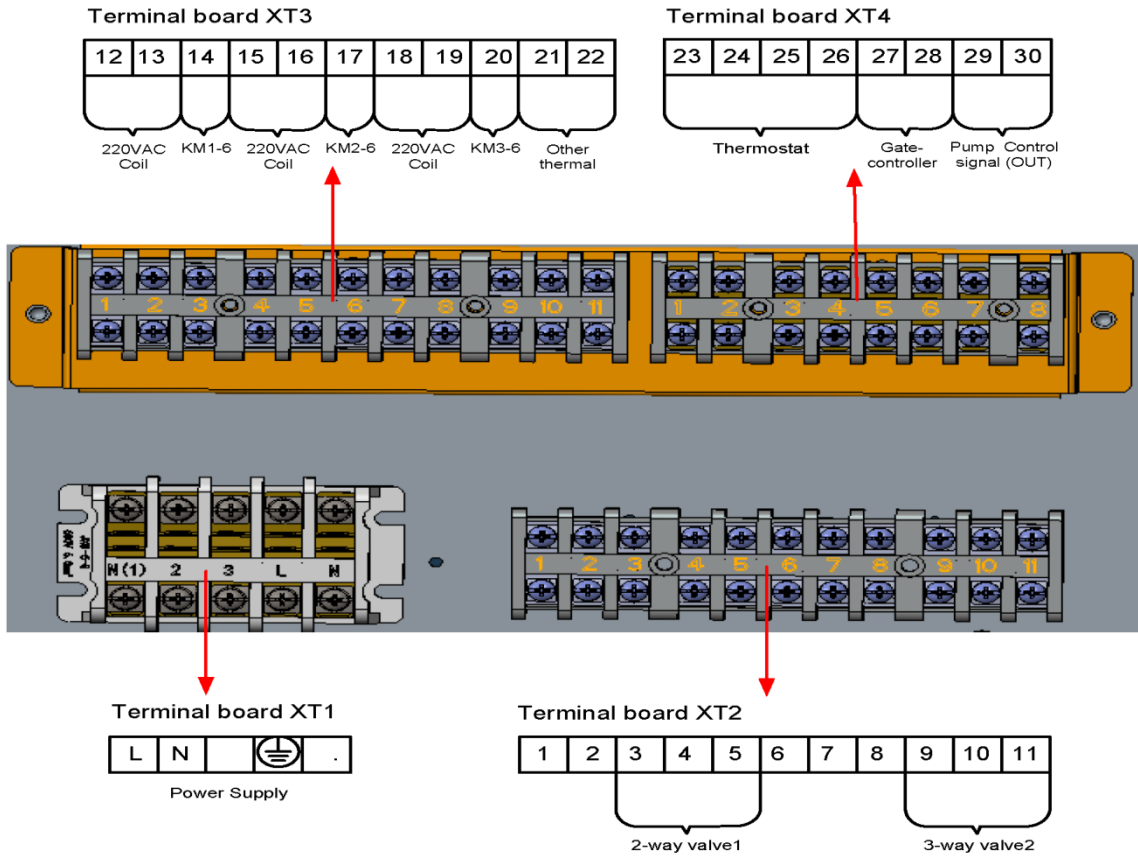 Terminal board XT3
12 13 14 15 16 17 18 19 20 21 22
220VAC Coil
KM1-6
220VAC Coil
KM2-6
220VAC Coil
KM3-6
Other thermal
Terminal board XT4
23 24 25 26 27 28 29 30
Thermostat
Gate-controller
Pump Control
signal (OUT)
1 2 3 4 5 6 7 8 9 10 11
1 2 3 4 5 6 7 8
N(1) 2 3 L N
1 2 3 4 5 6 7 8 9 10 11
Terminal board XT1
L N .
Power Supply
Terminal board XT2
1 2 3 4 5 6 7 8 9 10 11
2-way valve1
3-way valve2